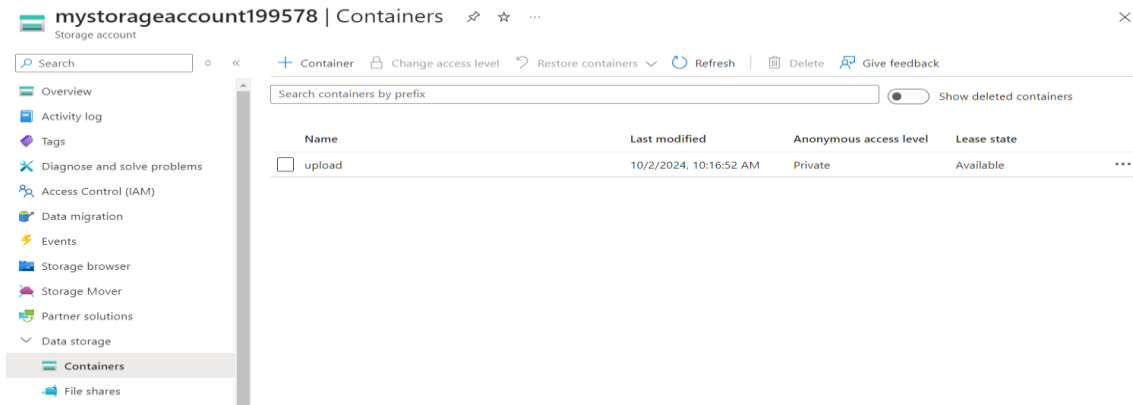 mystorageaccount199578 | Containers
Storage account
Search
Container Change access level Restore containers Refresh Delete Give feedback
Search containers by prefix
Show deleted containers
Overview
Activity log
Tags
Diagnose and solve problems
Access Control (IAM)
Data migration
Events
Storage browser
Storage Mover
Partner solutions
Data storage
Containers
File shares
Name Last modified Anonymous access level Lease state
upload 10/2/2024, 10:16:52 AM Private Available